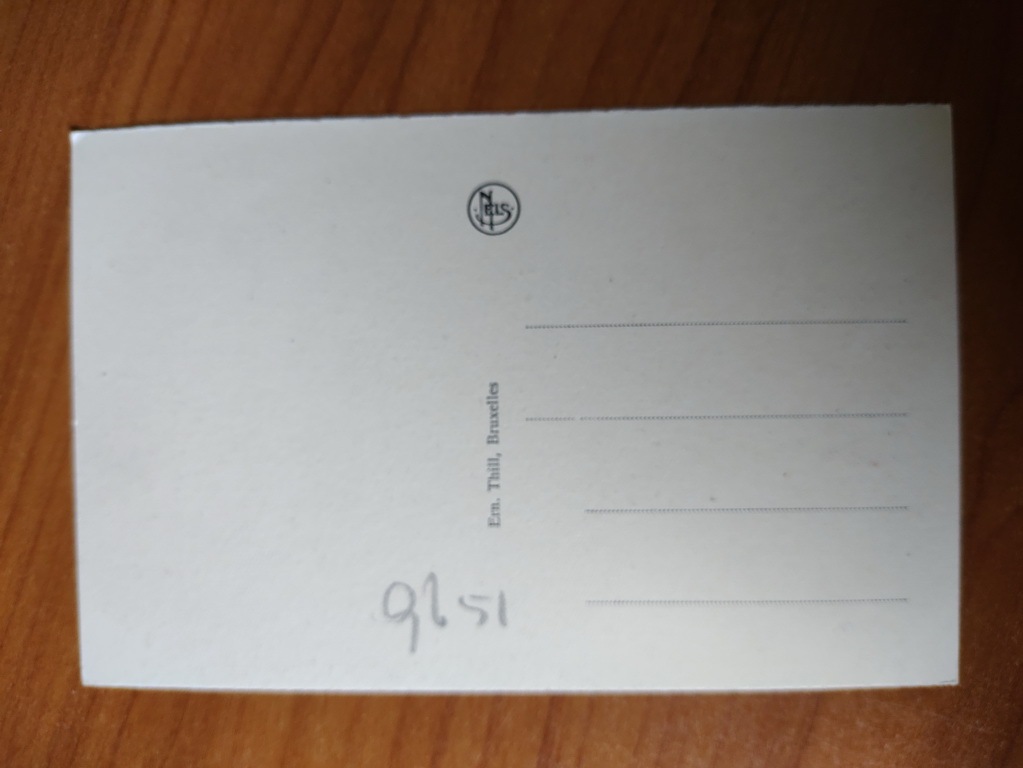 NELS
Ern. Thill, Bruxelles